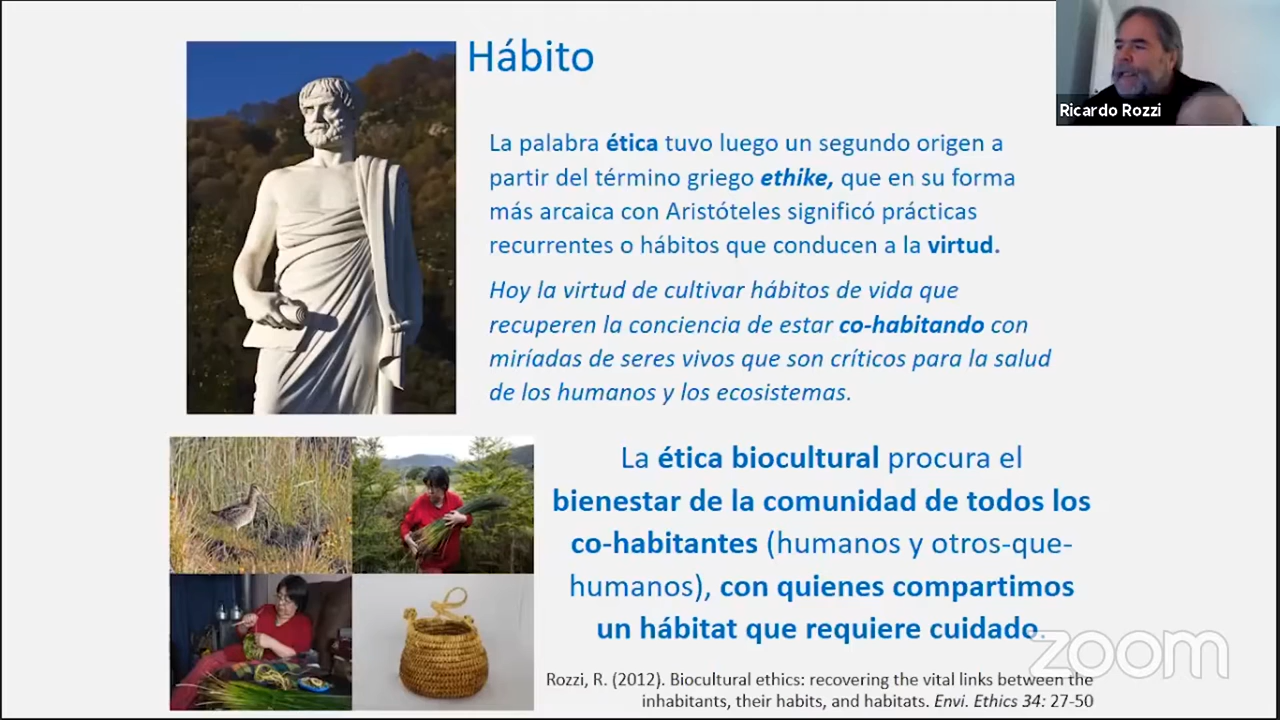 Hábito
Ricardo Rozzi
La palabra ética tuvo luego un segundo origen a
partir del término griego ethike, que en su forma
más arcaica con Aristóteles significó prácticas
recurrentes o hábitos que conducen a la virtud.
Hoy la virtud de cultivar hábitos de vida que
recuperen la conciencia de estar co-habitando con
miríadas de seres vivos que son críticos para la salud
de los humanos y los ecosistemas.
La ética biocultural procura el
bienestar de la comunidad de todos los
co-habitantes (humanos y otros-que-
humanos), con quienes compartimos
un hábitat que requiere cuidado.
zoom
Rozzi, R. (2012). Biocultural ethics: recovering the vital links between the
inhabitants, their habits, and habitats. Envi. Ethics 34: 27-50